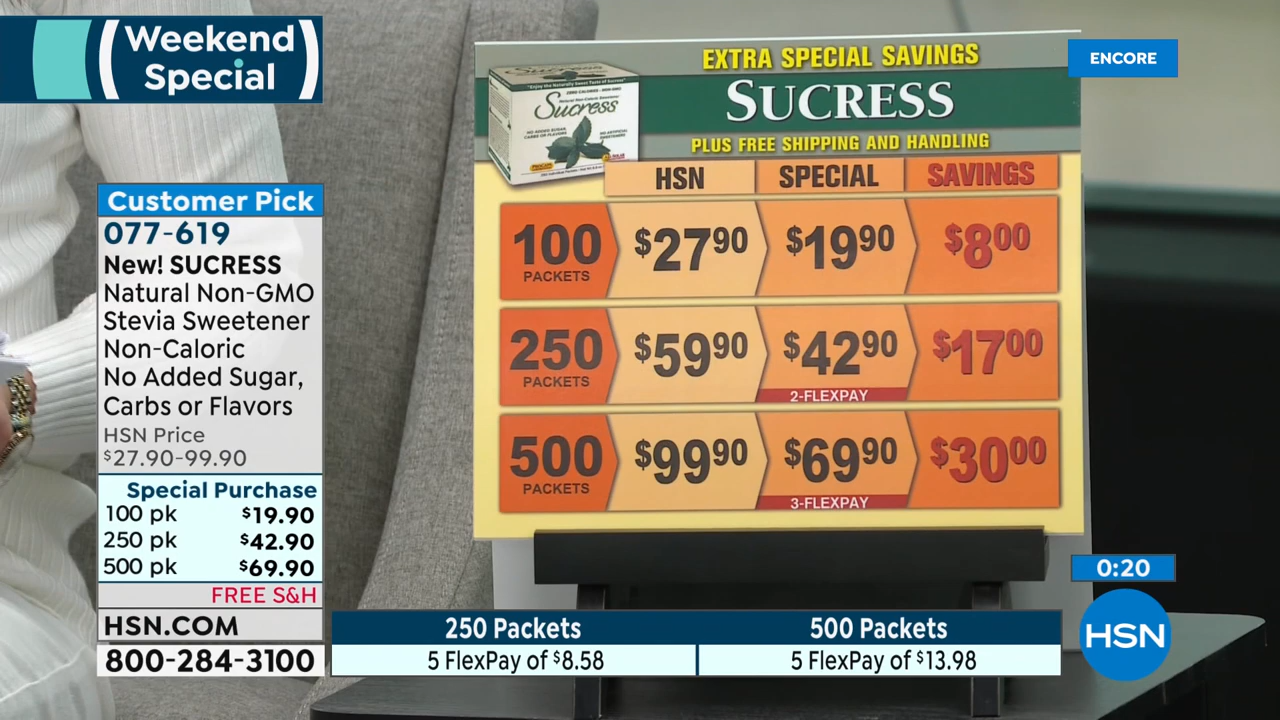 (Weekend
Special)
ENCORE
Customer Pick
077-619
New! SUCRESS
Natural Non-GMO
Stevia Sweetener
Non-Caloric
No Added Sugar,
Carbs or Flavors
HSN Price
$27.90-99.90
Special Purchase
100 pk $19.90
250 pk $42.90
500 pk $69.90
FREE S&H
HSN.COM
800-284-3100
EXTRA SPECIAL SAVINGS
SUCRESS
PLUS FREE SHIPPING AND HANDLING
Sucress
HSN SPECIAL SAVINGS
100 PACKETS $27.90 $19.90 $8.00
250 PACKETS $59.90 $42.90 $17.00
2-FLEXPAY
500 PACKETS $99.90 $69.90 $30.00
3-FLEXPAY
250 Packets 500 Packets
5 FlexPay of $8.58 5 FlexPay of $13.98
0:20
HSN